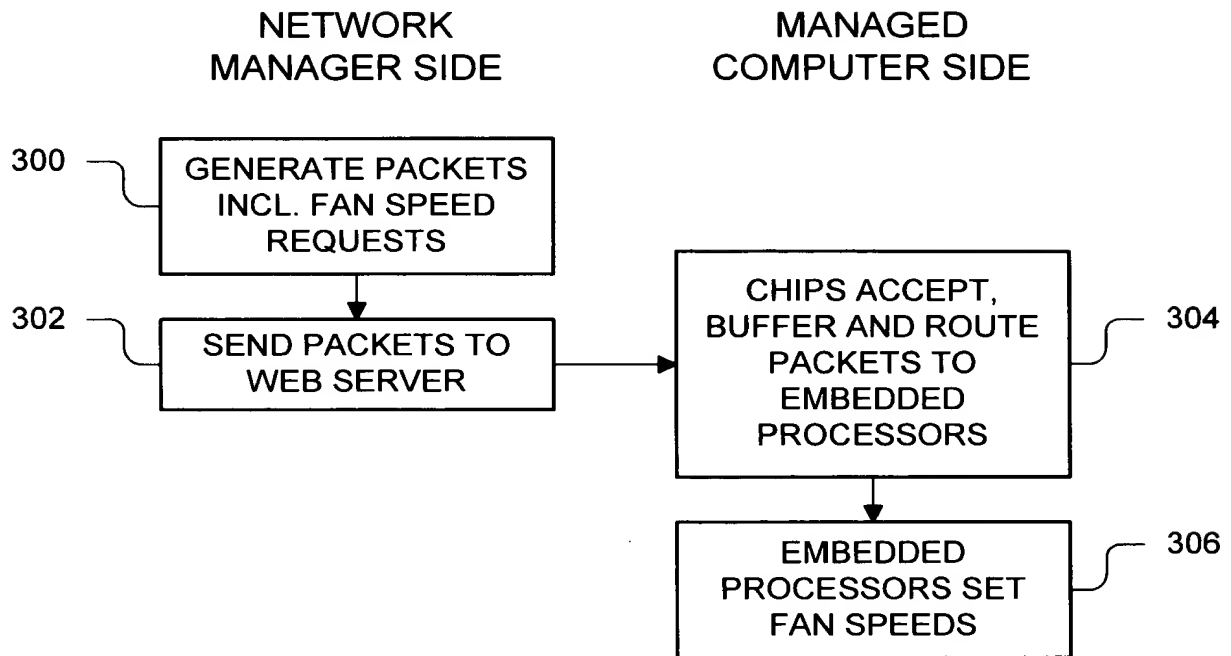 NETWORK
MANAGER SIDE
MANAGED
COMPUTER SIDE
300
GENERATE PACKETS
INCL. FAN SPEED
REQUESTS
302
SEND PACKETS TO
WEB SERVER
CHIPS ACCEPT,
BUFFER AND ROUTE
PACKETS TO
EMBEDDED
PROCESSORS
304
EMBEDDED
PROCESSORS SET
FAN SPEEDS
306